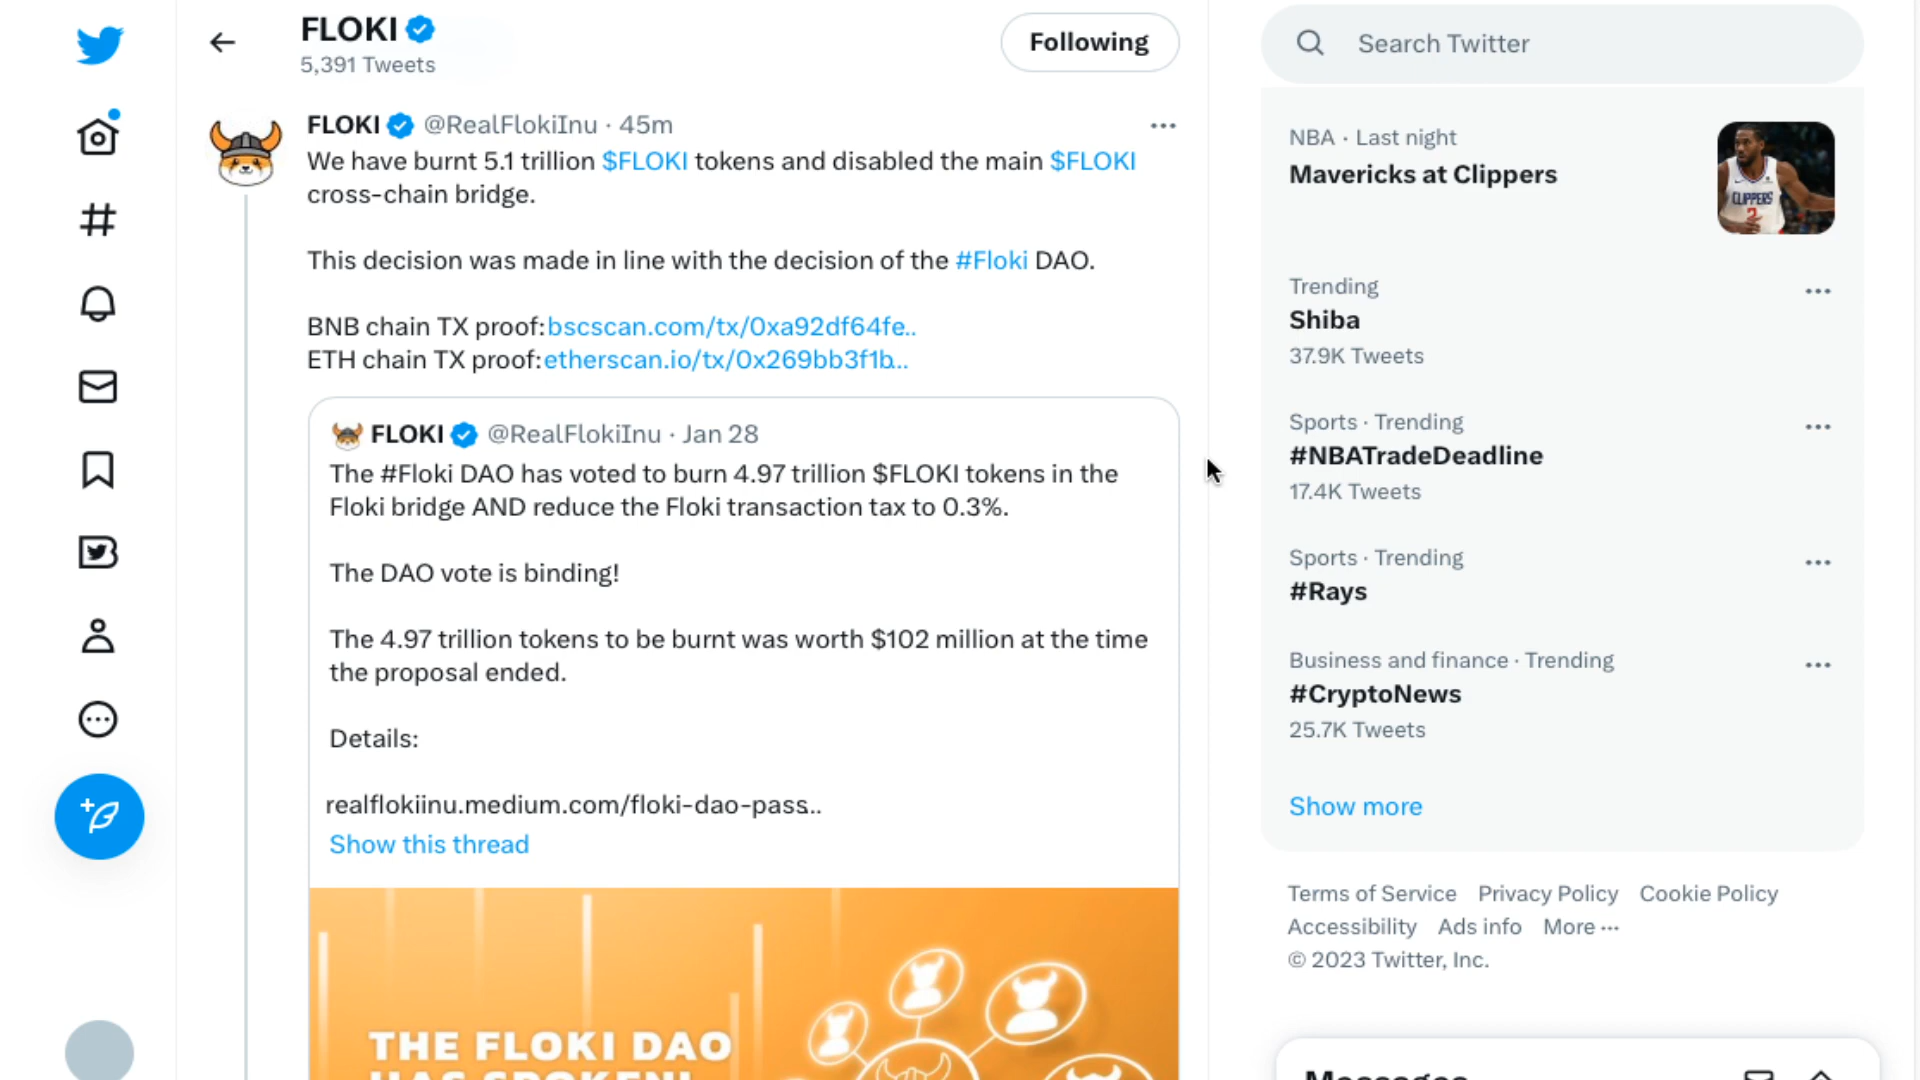 FLOKI
5,391 Tweets
Following
Search Twitter
FLOKI @RealFlokiInu · 45m
We have burnt 5.1 trillion $FLOKI tokens and disabled the main $FLOKI
cross-chain bridge.
This decision was made in line with the decision of the #Floki DAO.
BNB chain TX proof:bscscan.com/tx/0xa92df64fe..
ETH chain TX proof:etherscan.io/tx/0x269bb3f1b...
FLOKI @RealFlokiInu · Jan 28
The #Floki DAO has voted to burn 4.97 trillion $FLOKI tokens in the
Floki bridge AND reduce the Floki transaction tax to 0.3%.
The DAO vote is binding!
The 4.97 trillion tokens to be burnt was worth $102 million at the time
the proposal ended.
Details:
realflokiinu.medium.com/floki-dao-pass...
Show this thread
THE FLOKI DAO
HAS SPOKEN!
NBA · Last night
Mavericks at Clippers
CLIPPERS
2
Trending
Shiba
37.9K Tweets
Sports · Trending
#NBATradeDeadline
17.4K Tweets
Sports · Trending
#Rays
Business and finance · Trending
#CryptoNews
25.7K Tweets
Show more
Terms of Service Privacy Policy Cookie Policy
Accessibility Ads info More ···
© 2023 Twitter, Inc.
Messages